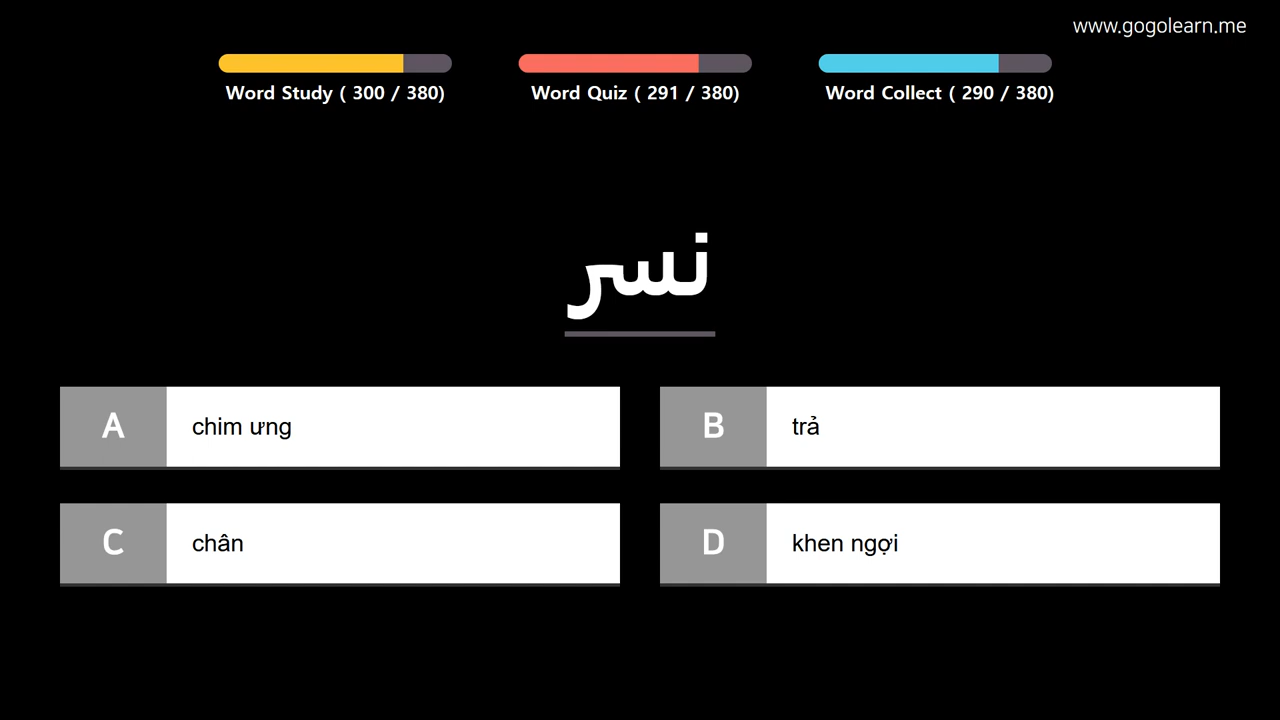 www.gogolearn.me
Word Study ( 300 / 380)
Word Quiz ( 291 / 380)
Word Collect ( 290 / 380)
نسر
A
chim ưng
B
trả
C
chân
D
khen ngợi